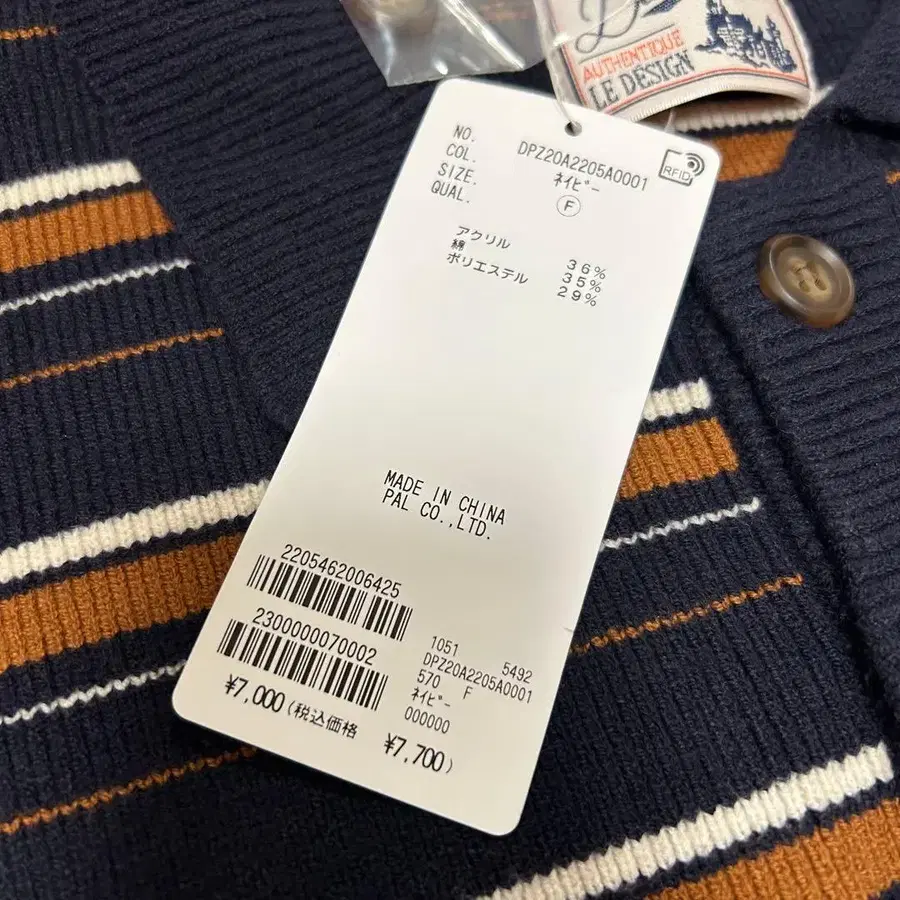 AUTHENTIQUE
LE DESIGN
NO. DPZ20A2205A0001
COL. ネイビー
SIZE. F
QUAL.
RFID
アクリル 36%
綿 35%
ポリエステル 29%
MADE IN CHINA
PAL CO.,LTD.
2205462006425
2300000070002
¥7,000(税込価格 ¥7,700)
1051 5492
DPZ20A2205A0001
570 F
ネイビー
000000